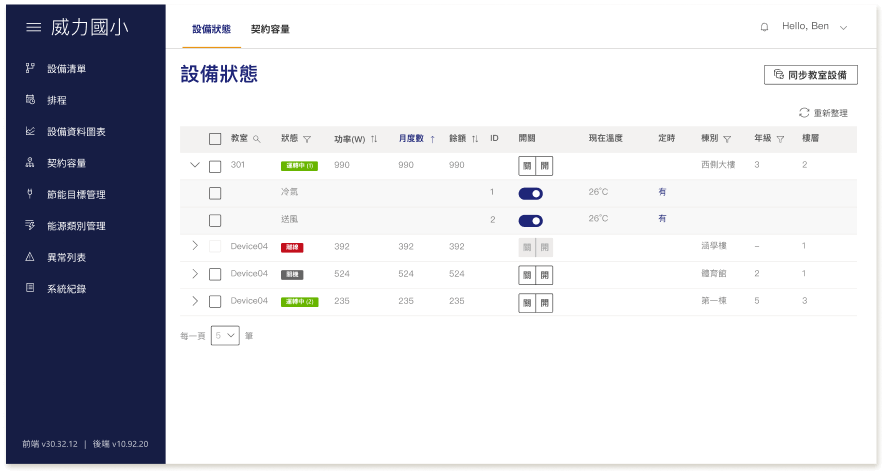 威力國小
設備清單
排程
設備資料圖表
契約容量
節能目標管理
能源類別管理
異常列表
系統紀錄
前端 v30.32.12 | 後端 v10.92.20
設備狀態 契約容量 Hello, Ben
設備狀態 同步教室設備
重新整理
教室 狀態 功率(W) 月度數 餘額 ID 開關 現在溫度 定時 棟別 年級 樓層
301 運轉中 (1) 990 990 990 關 開 西側大樓 3 2
冷氣 1 26°C 有
送風 2 26°C 有
Device04 離線 392 392 392 關 開 涵學樓 – 1
Device04 關機 524 524 524 關 開 體育館 2 1
Device04 運轉中 (2) 235 235 235 關 開 第一棟 5 3
每一頁 5 筆